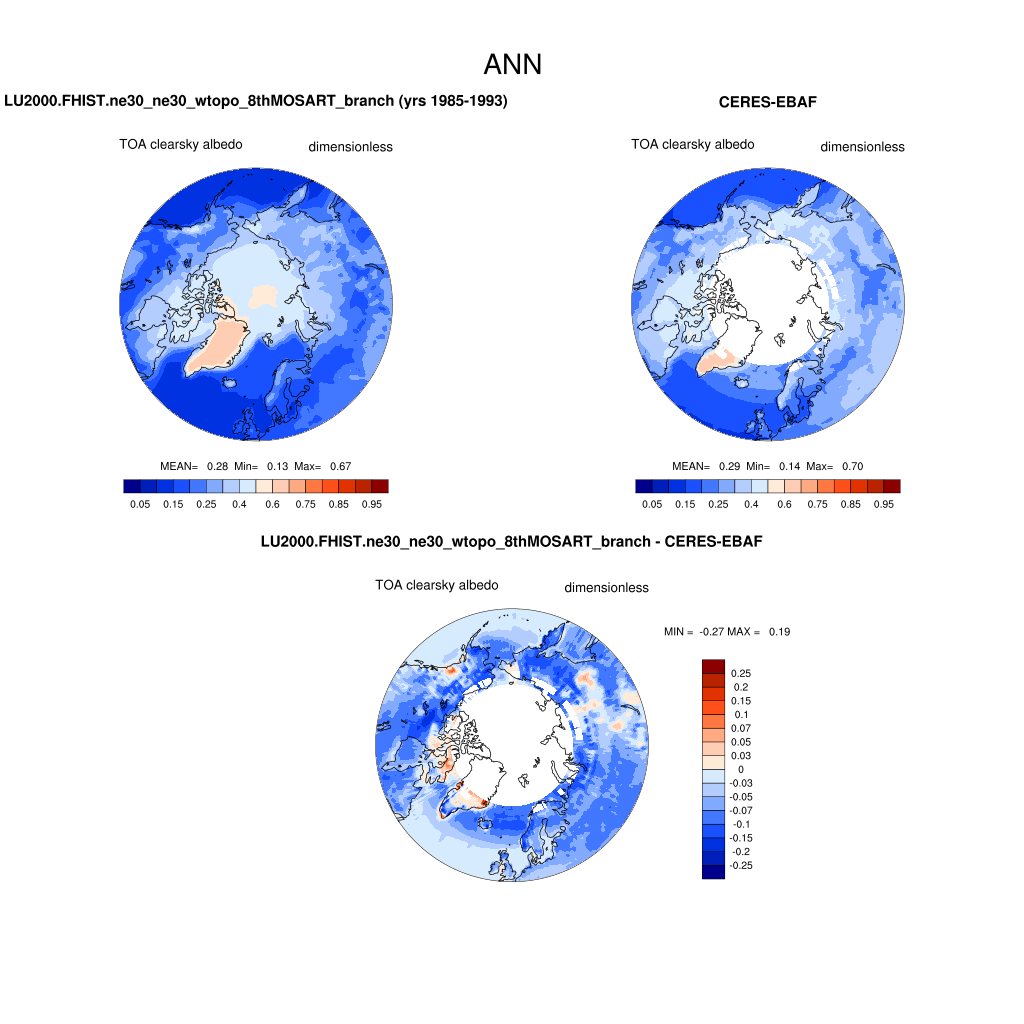 ANN
LU2000.FHIST.ne30_ne30_wtopo_8thMOSART_branch (yrs 1985-1993)
CERES-EBAF
TOA clearsky albedo dimensionless
TOA clearsky albedo dimensionless
MEAN= 0.28 Min= 0.13 Max= 0.67
MEAN= 0.29 Min= 0.14 Max= 0.70
0.05 0.15 0.25 0.4 0.6 0.75 0.85 0.95
0.05 0.15 0.25 0.4 0.6 0.75 0.85 0.95
LU2000.FHIST.ne30_ne30_wtopo_8thMOSART_branch - CERES-EBAF
TOA clearsky albedo dimensionless
MIN = -0.27 MAX = 0.19
0.25
0.2
0.15
0.1
0.07
0.05
0.03
0
-0.03
-0.05
-0.07
-0.1
-0.15
-0.2
-0.25